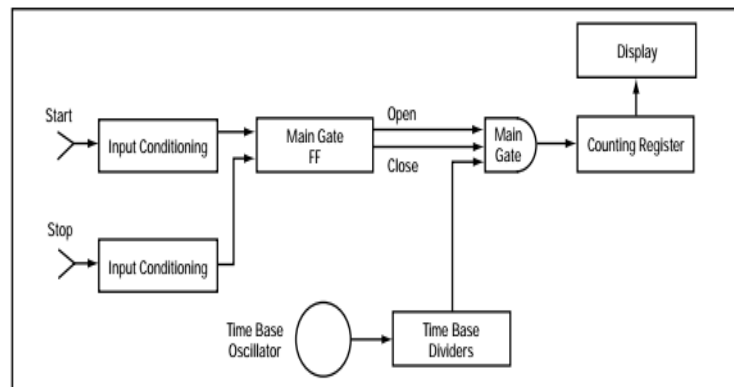 Display
Start
Open
Input Conditioning
Main Gate
FF
Main
Gate
Counting Register
Close
Stop
Input Conditioning
Time Base
Oscillator
Time Base
Dividers